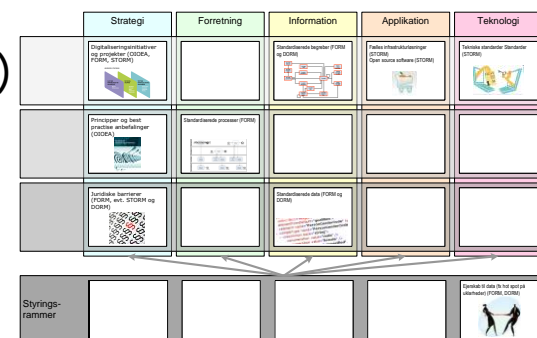 Strategi
Forretning
Information
Applikation
Teknologi
Digitaliseringsinitiativer
og projekter (OIOEA,
FORM, STORM)
Standardiserede begreber (FORM
og DORM)
Fælles infrastrukturløsninger
(STORM)
Open source software (STORM)
Tekniske standarder Standarder
(STORM)
Principper og best
practise anbefalinger
(OIOEA)
Standardiserede processer (FORM)
Juridiske barrierer
(FORM, evt. STORM og
DORM)
Standardiserede data (FORM og
DORM)
Styrings-
rammer
Ejerskab til data (fx hot spot på
uklarheder) (FORM, DORM)